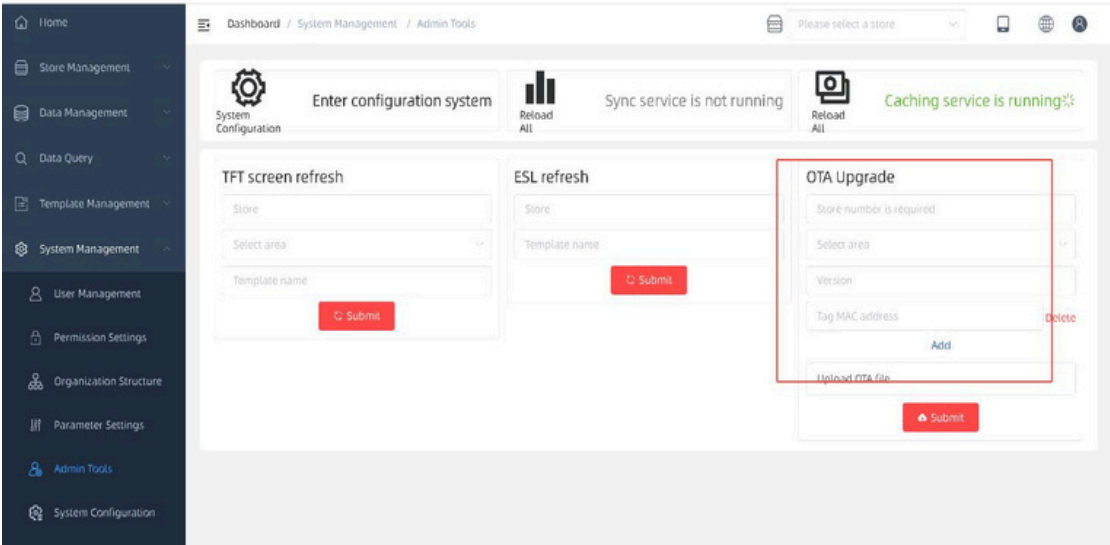 Home
Store Management
Data Management
Data Query
Template Management
System Management
User Management
Permission Settings
Organization Structure
Parameter Settings
Admin Tools
System Configuration
Dashboard / System Management / Admin Tools
Please select a store
System
Configuration
Enter configuration system
Reload
All
Sync service is not running
Reload
All
Caching service is running
TFT screen refresh
Store
Select area
Template name
Submit
ESL refresh
Store
Template name
Submit
OTA Upgrade
Store number is required
Select area
Version
Tag MAC address
Delete
Add
Upload OTA file
Submit